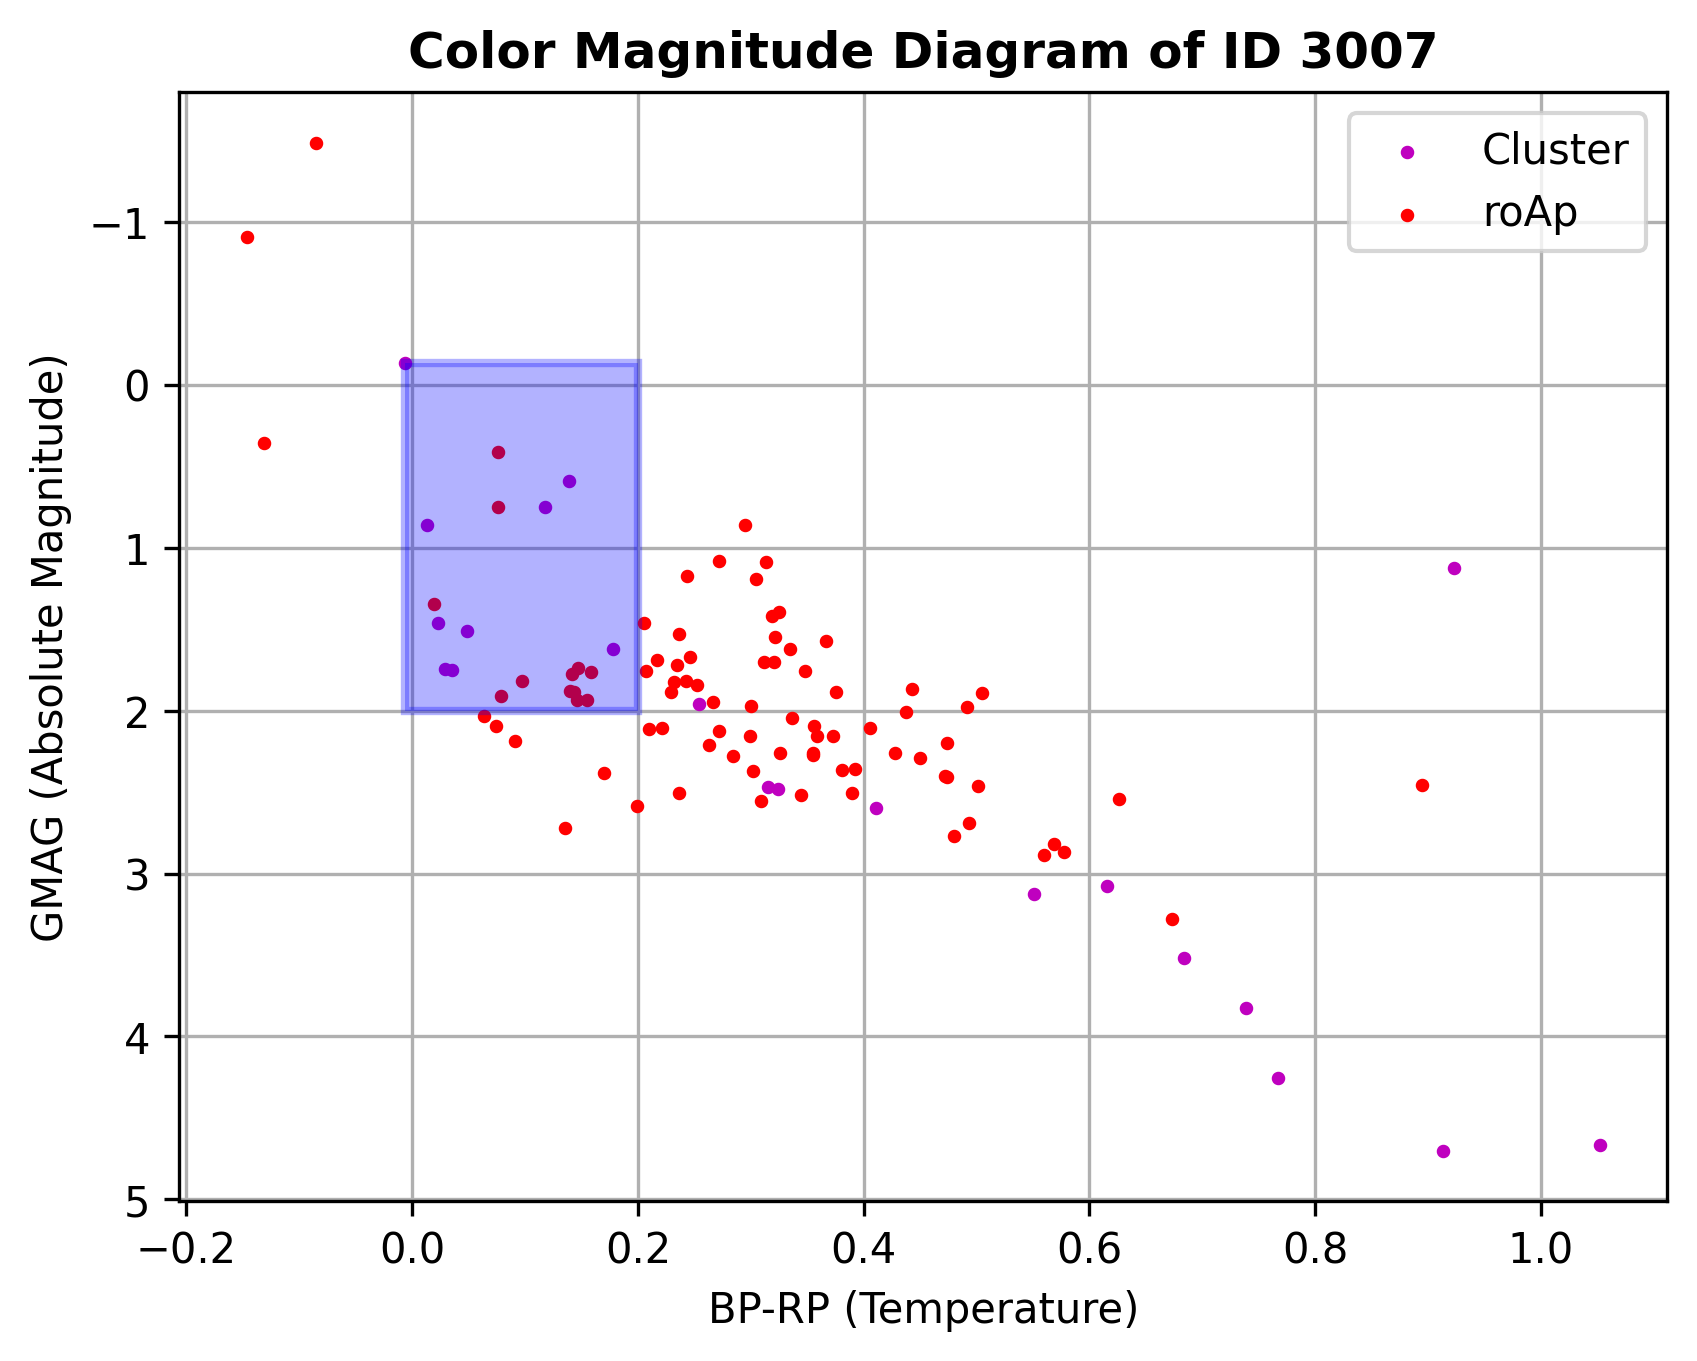 Color Magnitude Diagram of ID 3007
Cluster
roAp
GMAG (Absolute Magnitude)
−1
0
1
2
3
4
5
−0.2 0.0 0.2 0.4 0.6 0.8 1.0
BP-RP (Temperature)